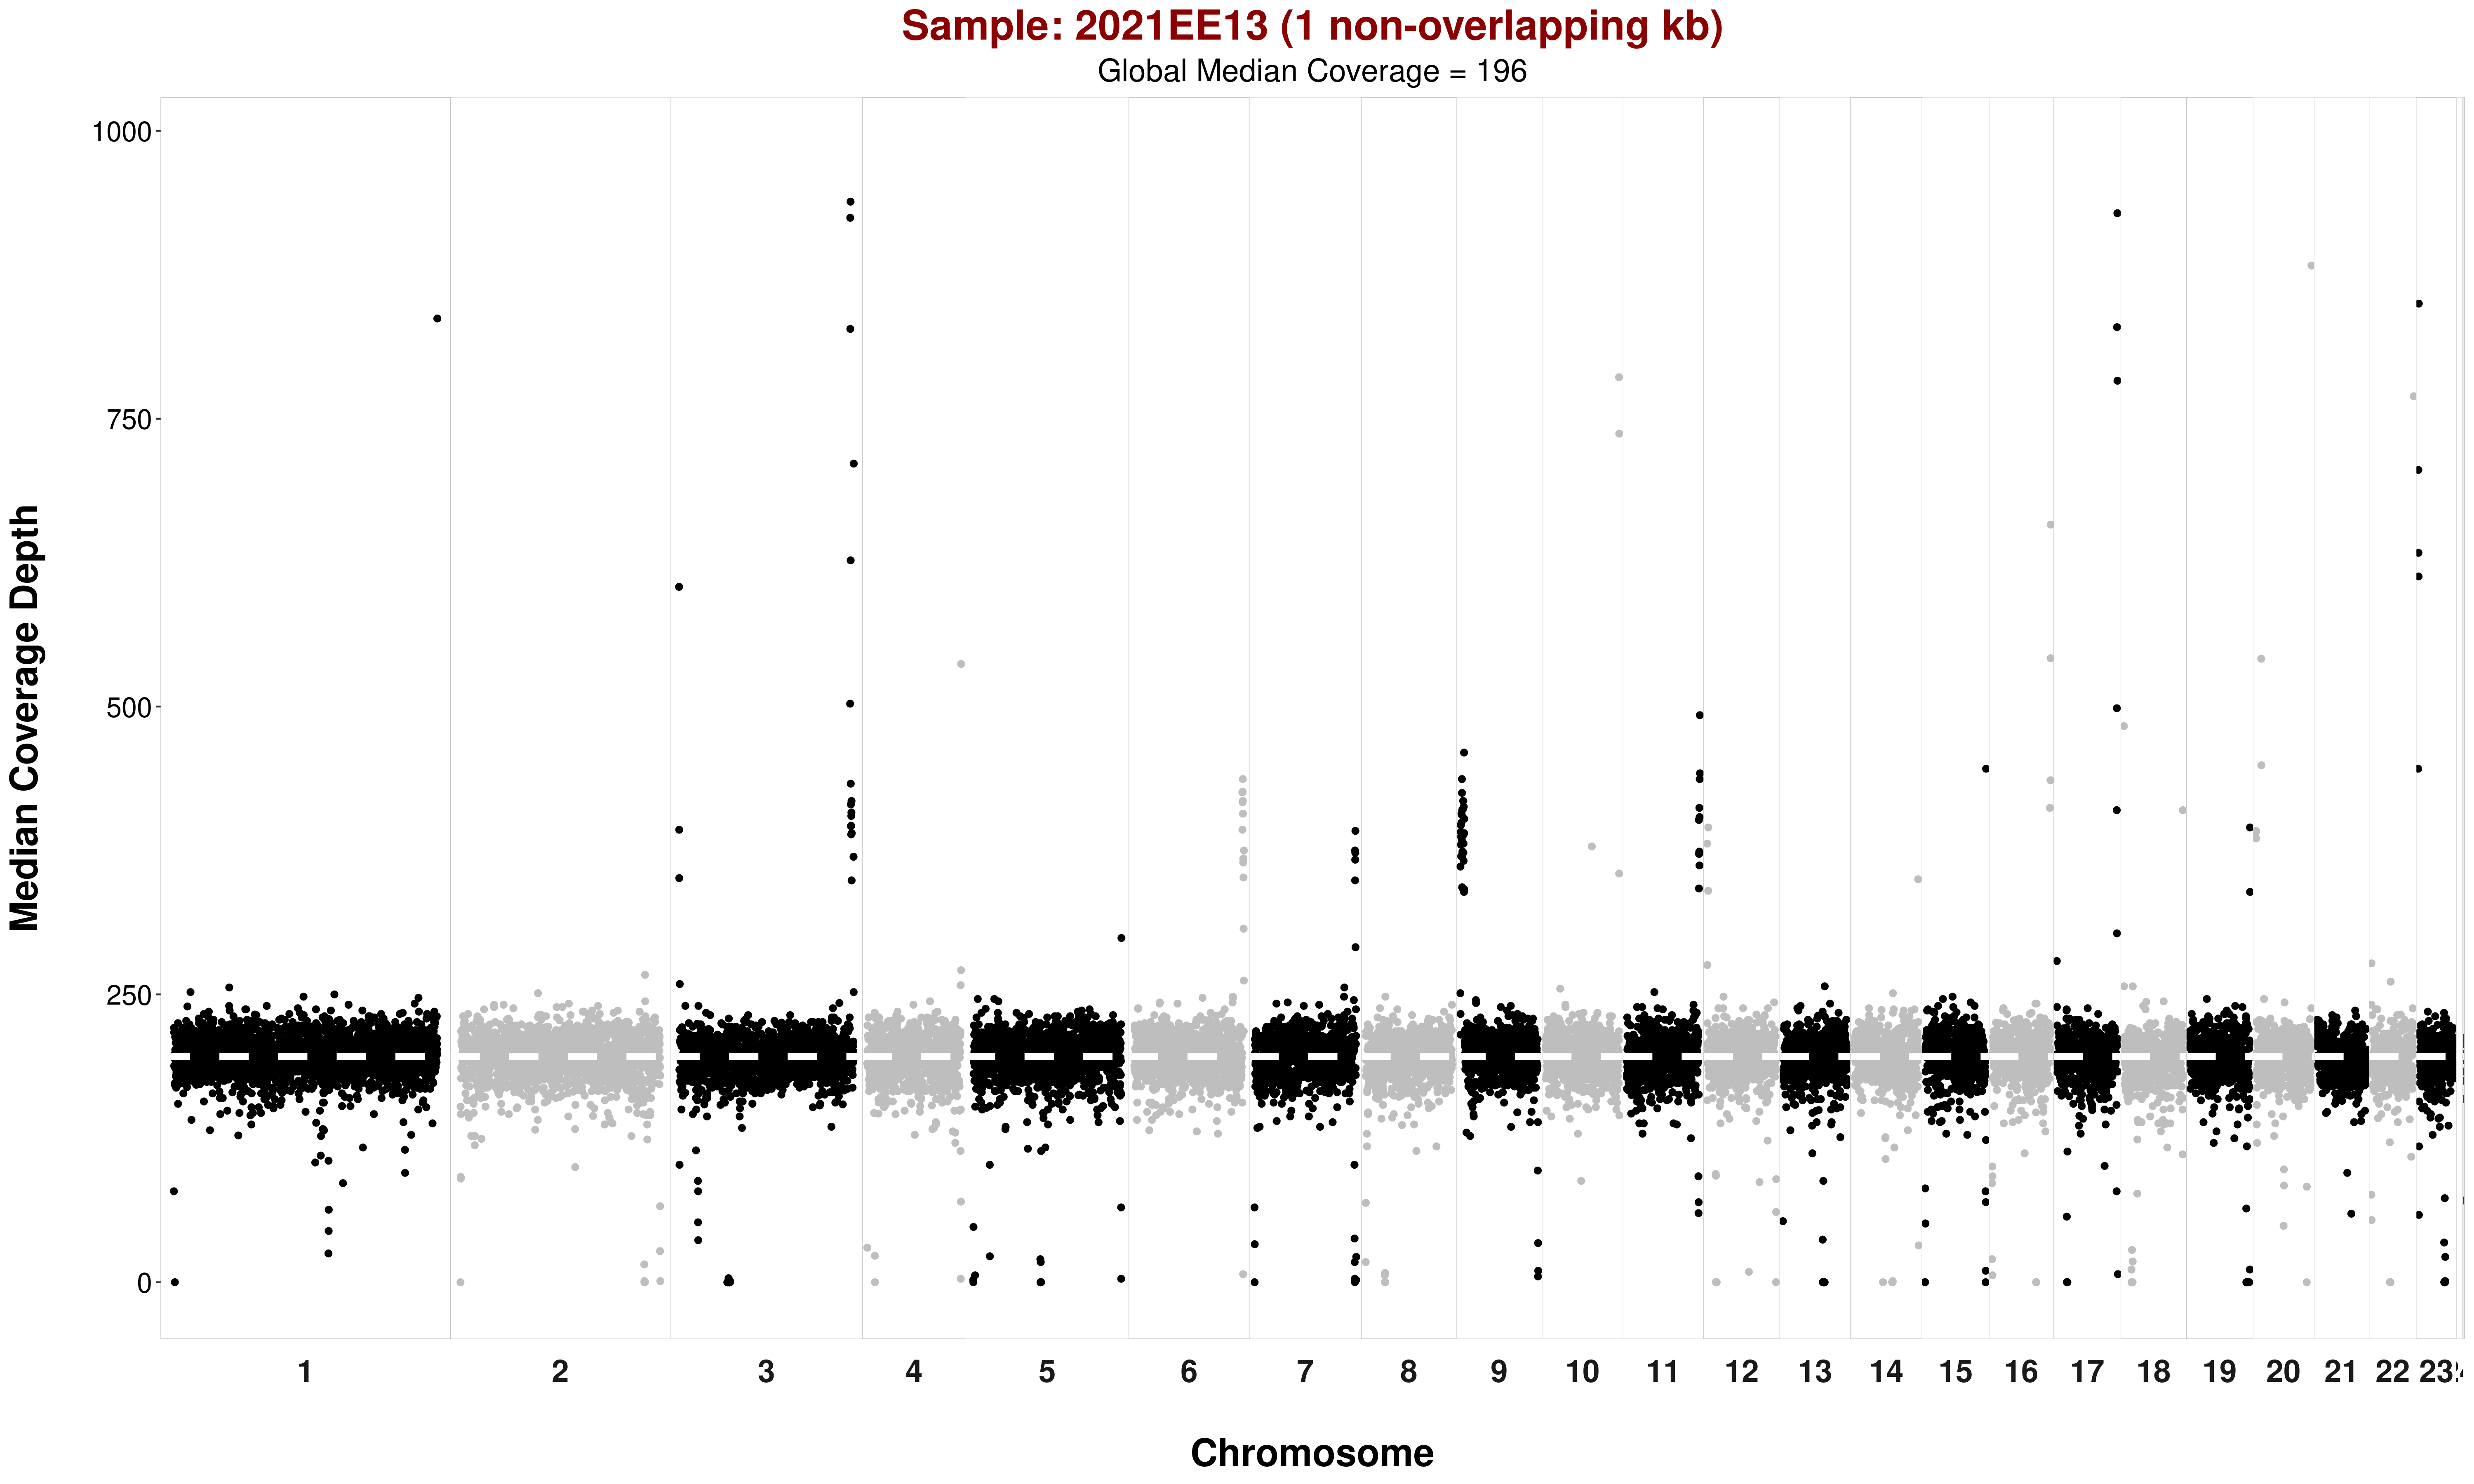 Sample: 2021EE13 (1 non-overlapping kb)
Global Median Coverage = 196
Median Coverage Depth
1000
750
500
250
0
1 2 3 4 5 6 7 8 9 10 11 12 13 14 15 16 17 18 19 20 21 22 23
Chromosome